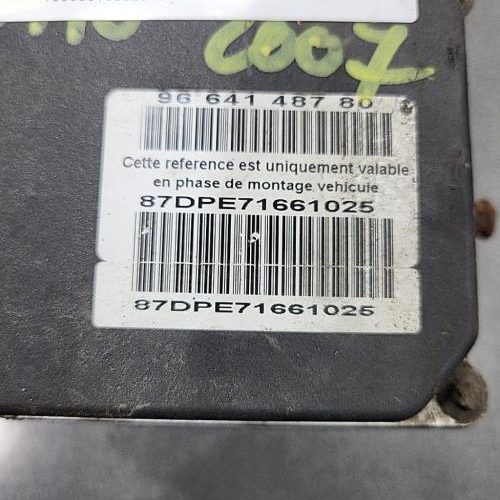 2007
96 641 487 80
Cette reference est uniquement valable
en phase de montage vehicule
87DPE71661025
87DPE71661025